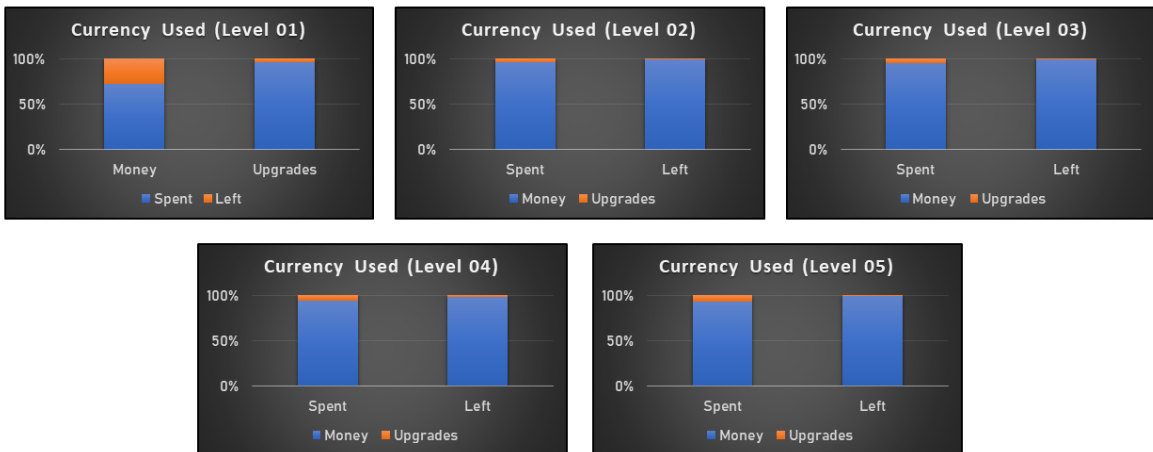 Currency Used (Level 01)
100%
50%
0%
Money Upgrades
Spent Left
Currency Used (Level 02)
100%
50%
0%
Spent Left
Money Upgrades
Currency Used (Level 03)
100%
50%
0%
Spent Left
Money Upgrades
Currency Used (Level 04)
100%
50%
0%
Spent Left
Money Upgrades
Currency Used (Level 05)
100%
50%
0%
Spent Left
Money Upgrades